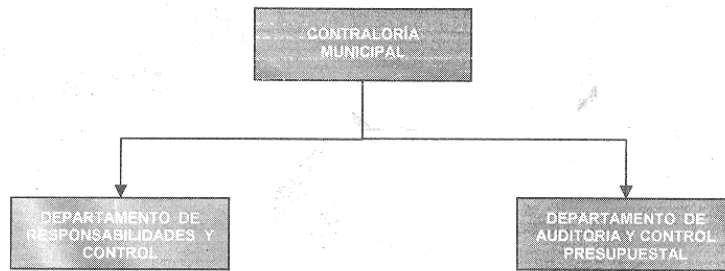 CONTRALORÍA
MUNICIPAL
DEPARTAMENTO DE
RESPONSABILIDADES Y
CONTROL
DEPARTAMENTO DE
AUDITORIA Y CONTROL
PRESUPUESTAL